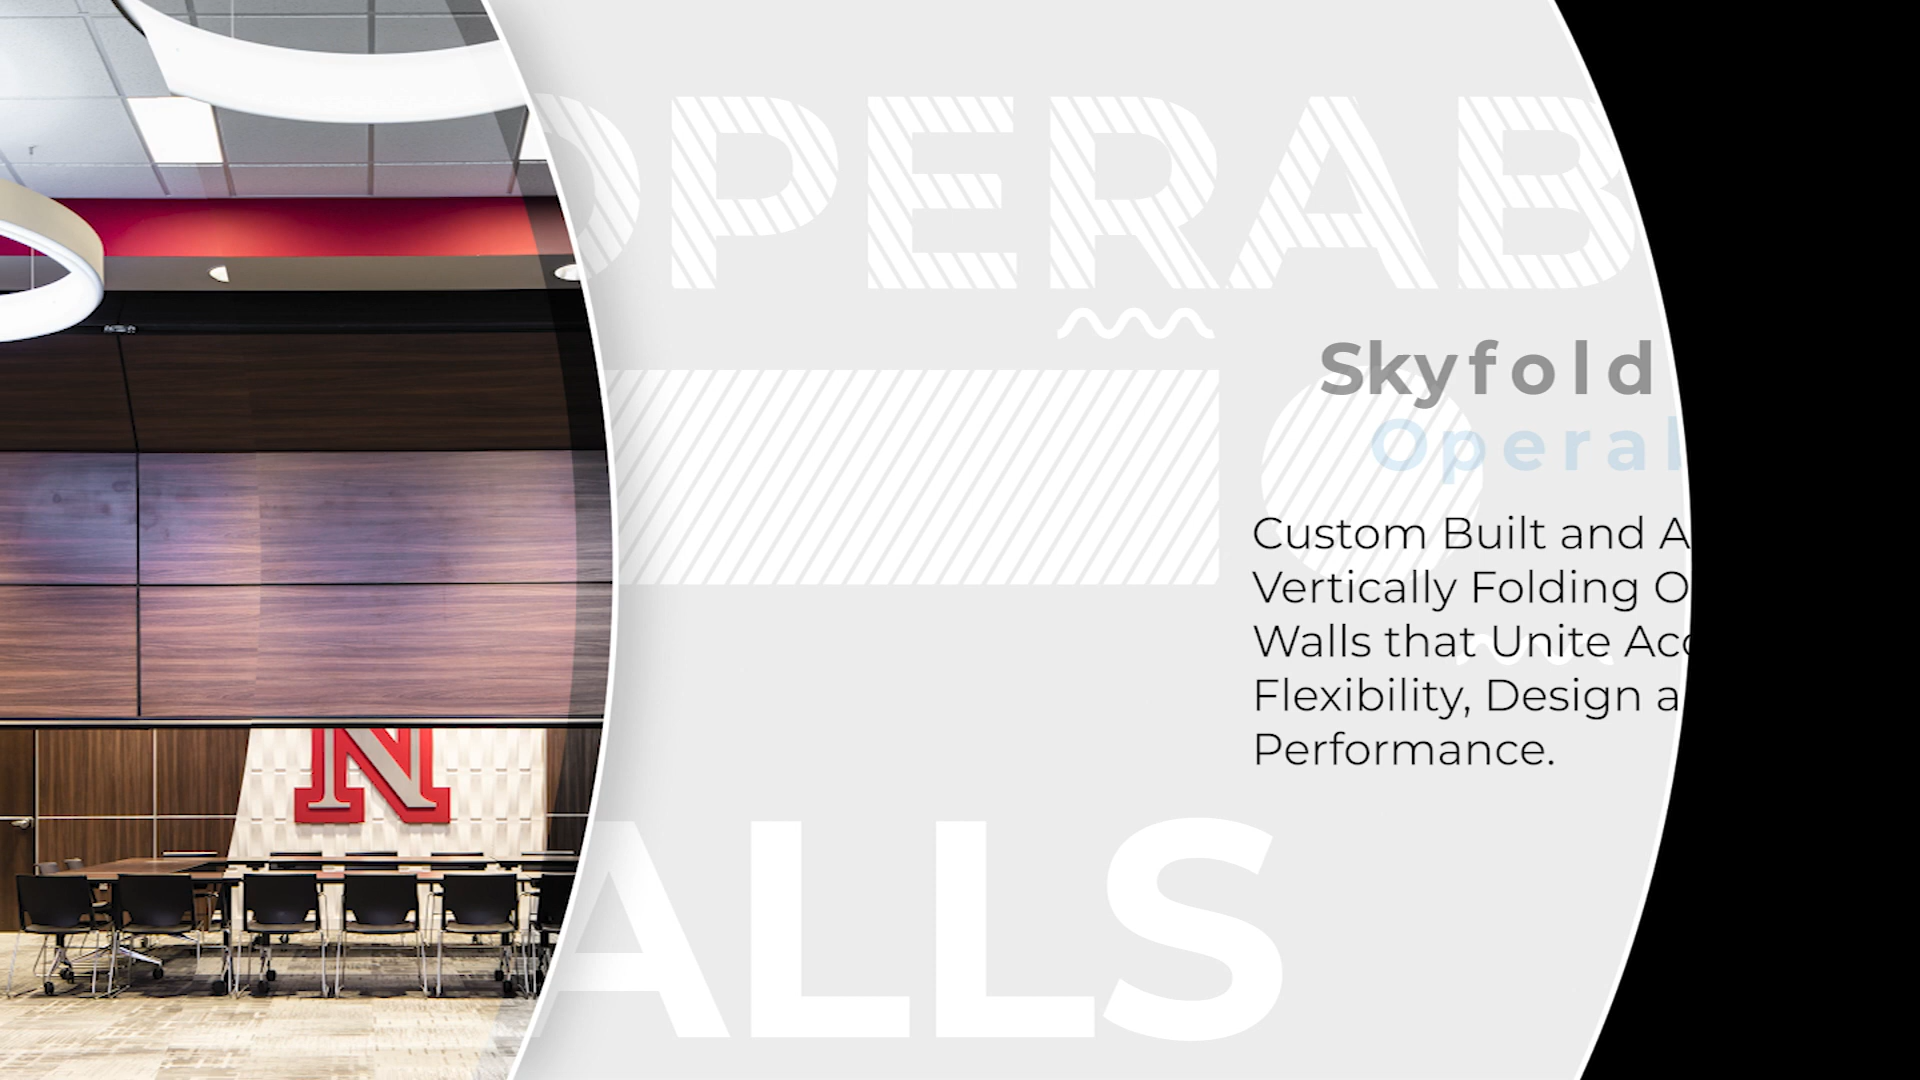 OPERAB
Skyfold
Operal
Custom Built and A
Vertically Folding O
Walls that Unite Acc
Flexibility, Design a
Performance.
N
ALLS